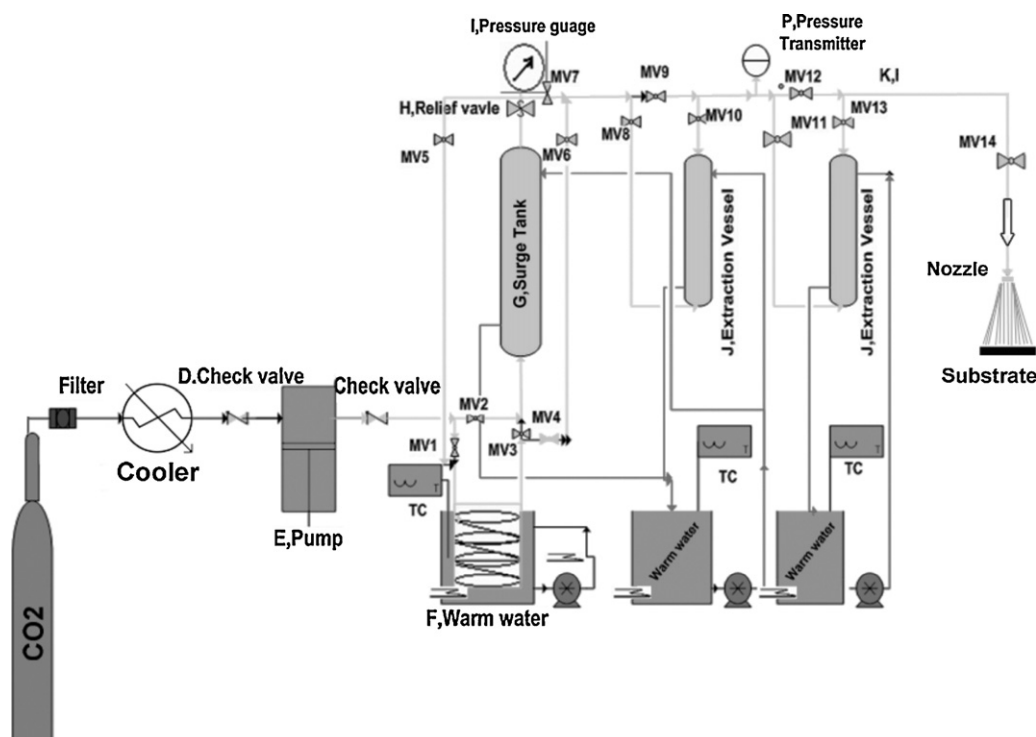 I,Pressure guage
P,Pressure
Transmitter
MV7
MV9
MV12
K,I
H,Relief vavle
MV8
MV10
MV11
MV13
MV5
MV6
MV14
G,Surge Tank
J,Extraction Vessel
J,Extraction Vessel
Nozzle
Substrate
Filter
D.Check valve
Check valve
MV2
MV4
MV1
MV3
Cooler
T
TC
T
TC
T
TC
E,Pump
Warm water
Warm water
F,Warm water
CO2